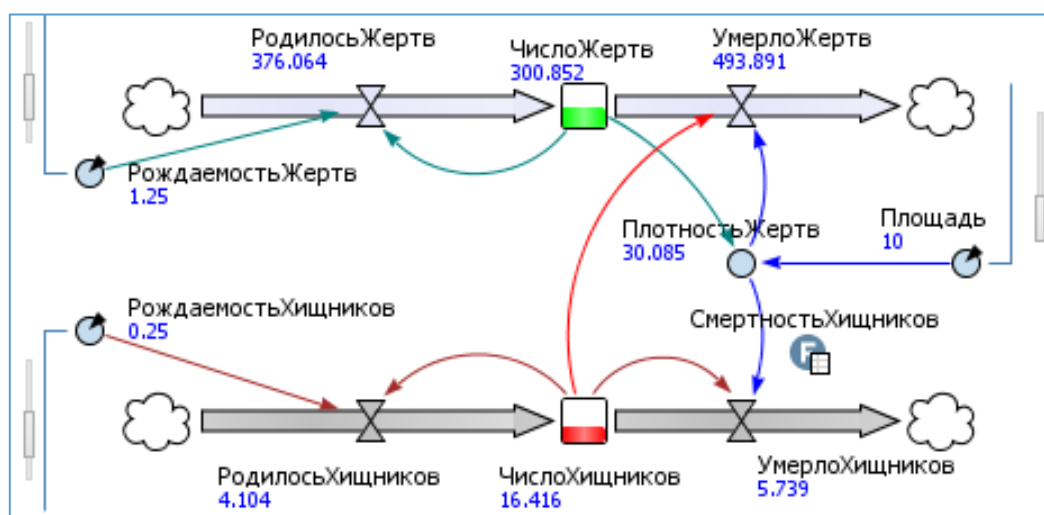 РодилосьЖертв
376.064
ЧислоЖертв
300.852
УмерлоЖертв
493.891
РождаемостьЖертв
1.25
ПлотностьЖертв
30.085
Площадь
10
РождаемостьХищников
0.25
СмертностьХищников
F
РодилосьХищников
4.104
ЧислоХищников
16.416
УмерлоХищников
5.739